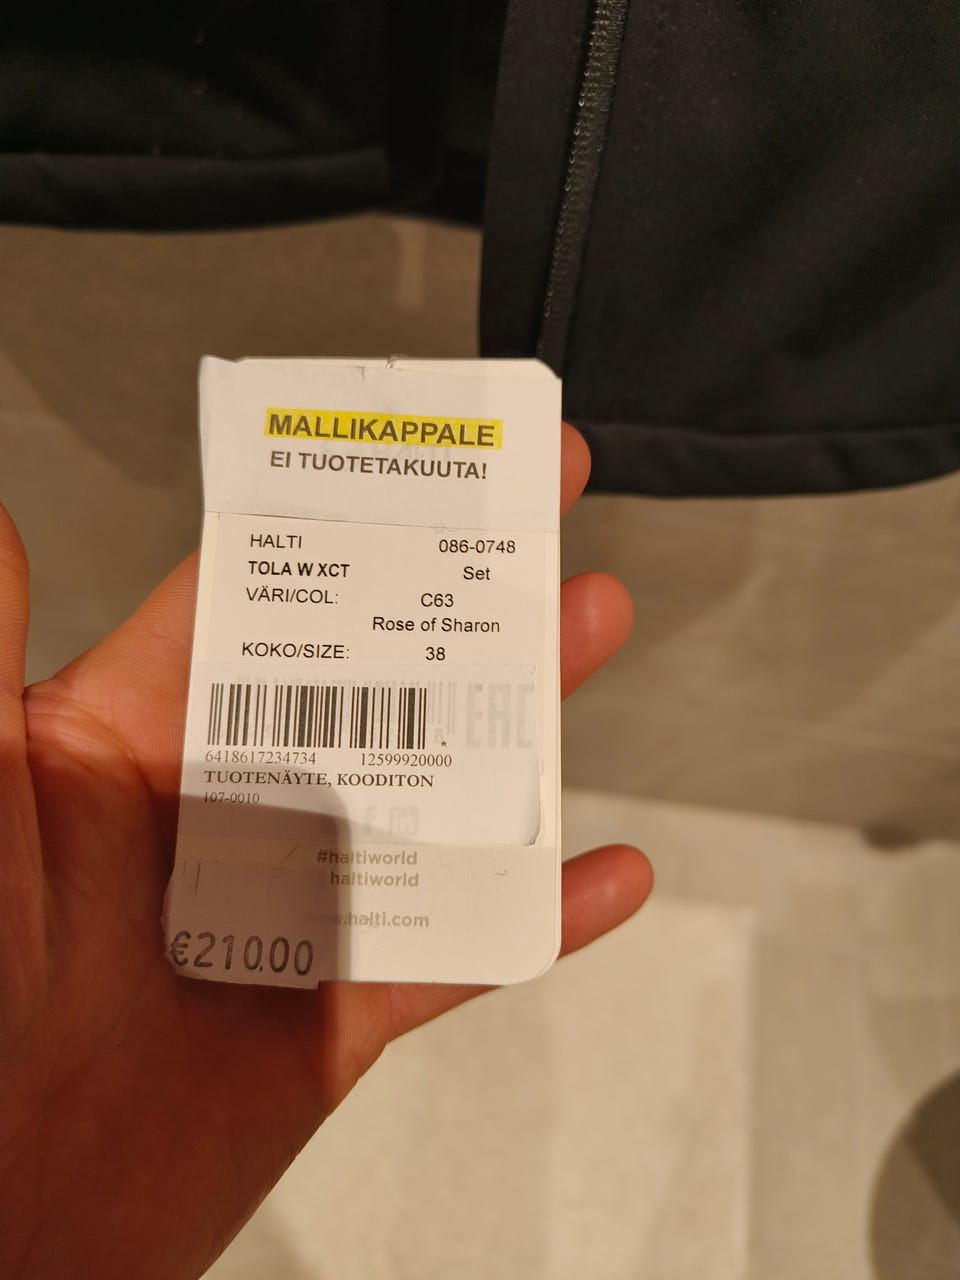 MALLIKAPPALE
EI TUOTETAKUUTA!
HALTI 086-0748
TOLA W XCT Set
VÄRI/COL: C63
Rose of Sharon
KOKO/SIZE: 38
EAC
6418617234734 12599920000
TUOTENÄYTE, KOODITON
107-0010
#haltiworld
haltiworld
.halti.com
€210.00